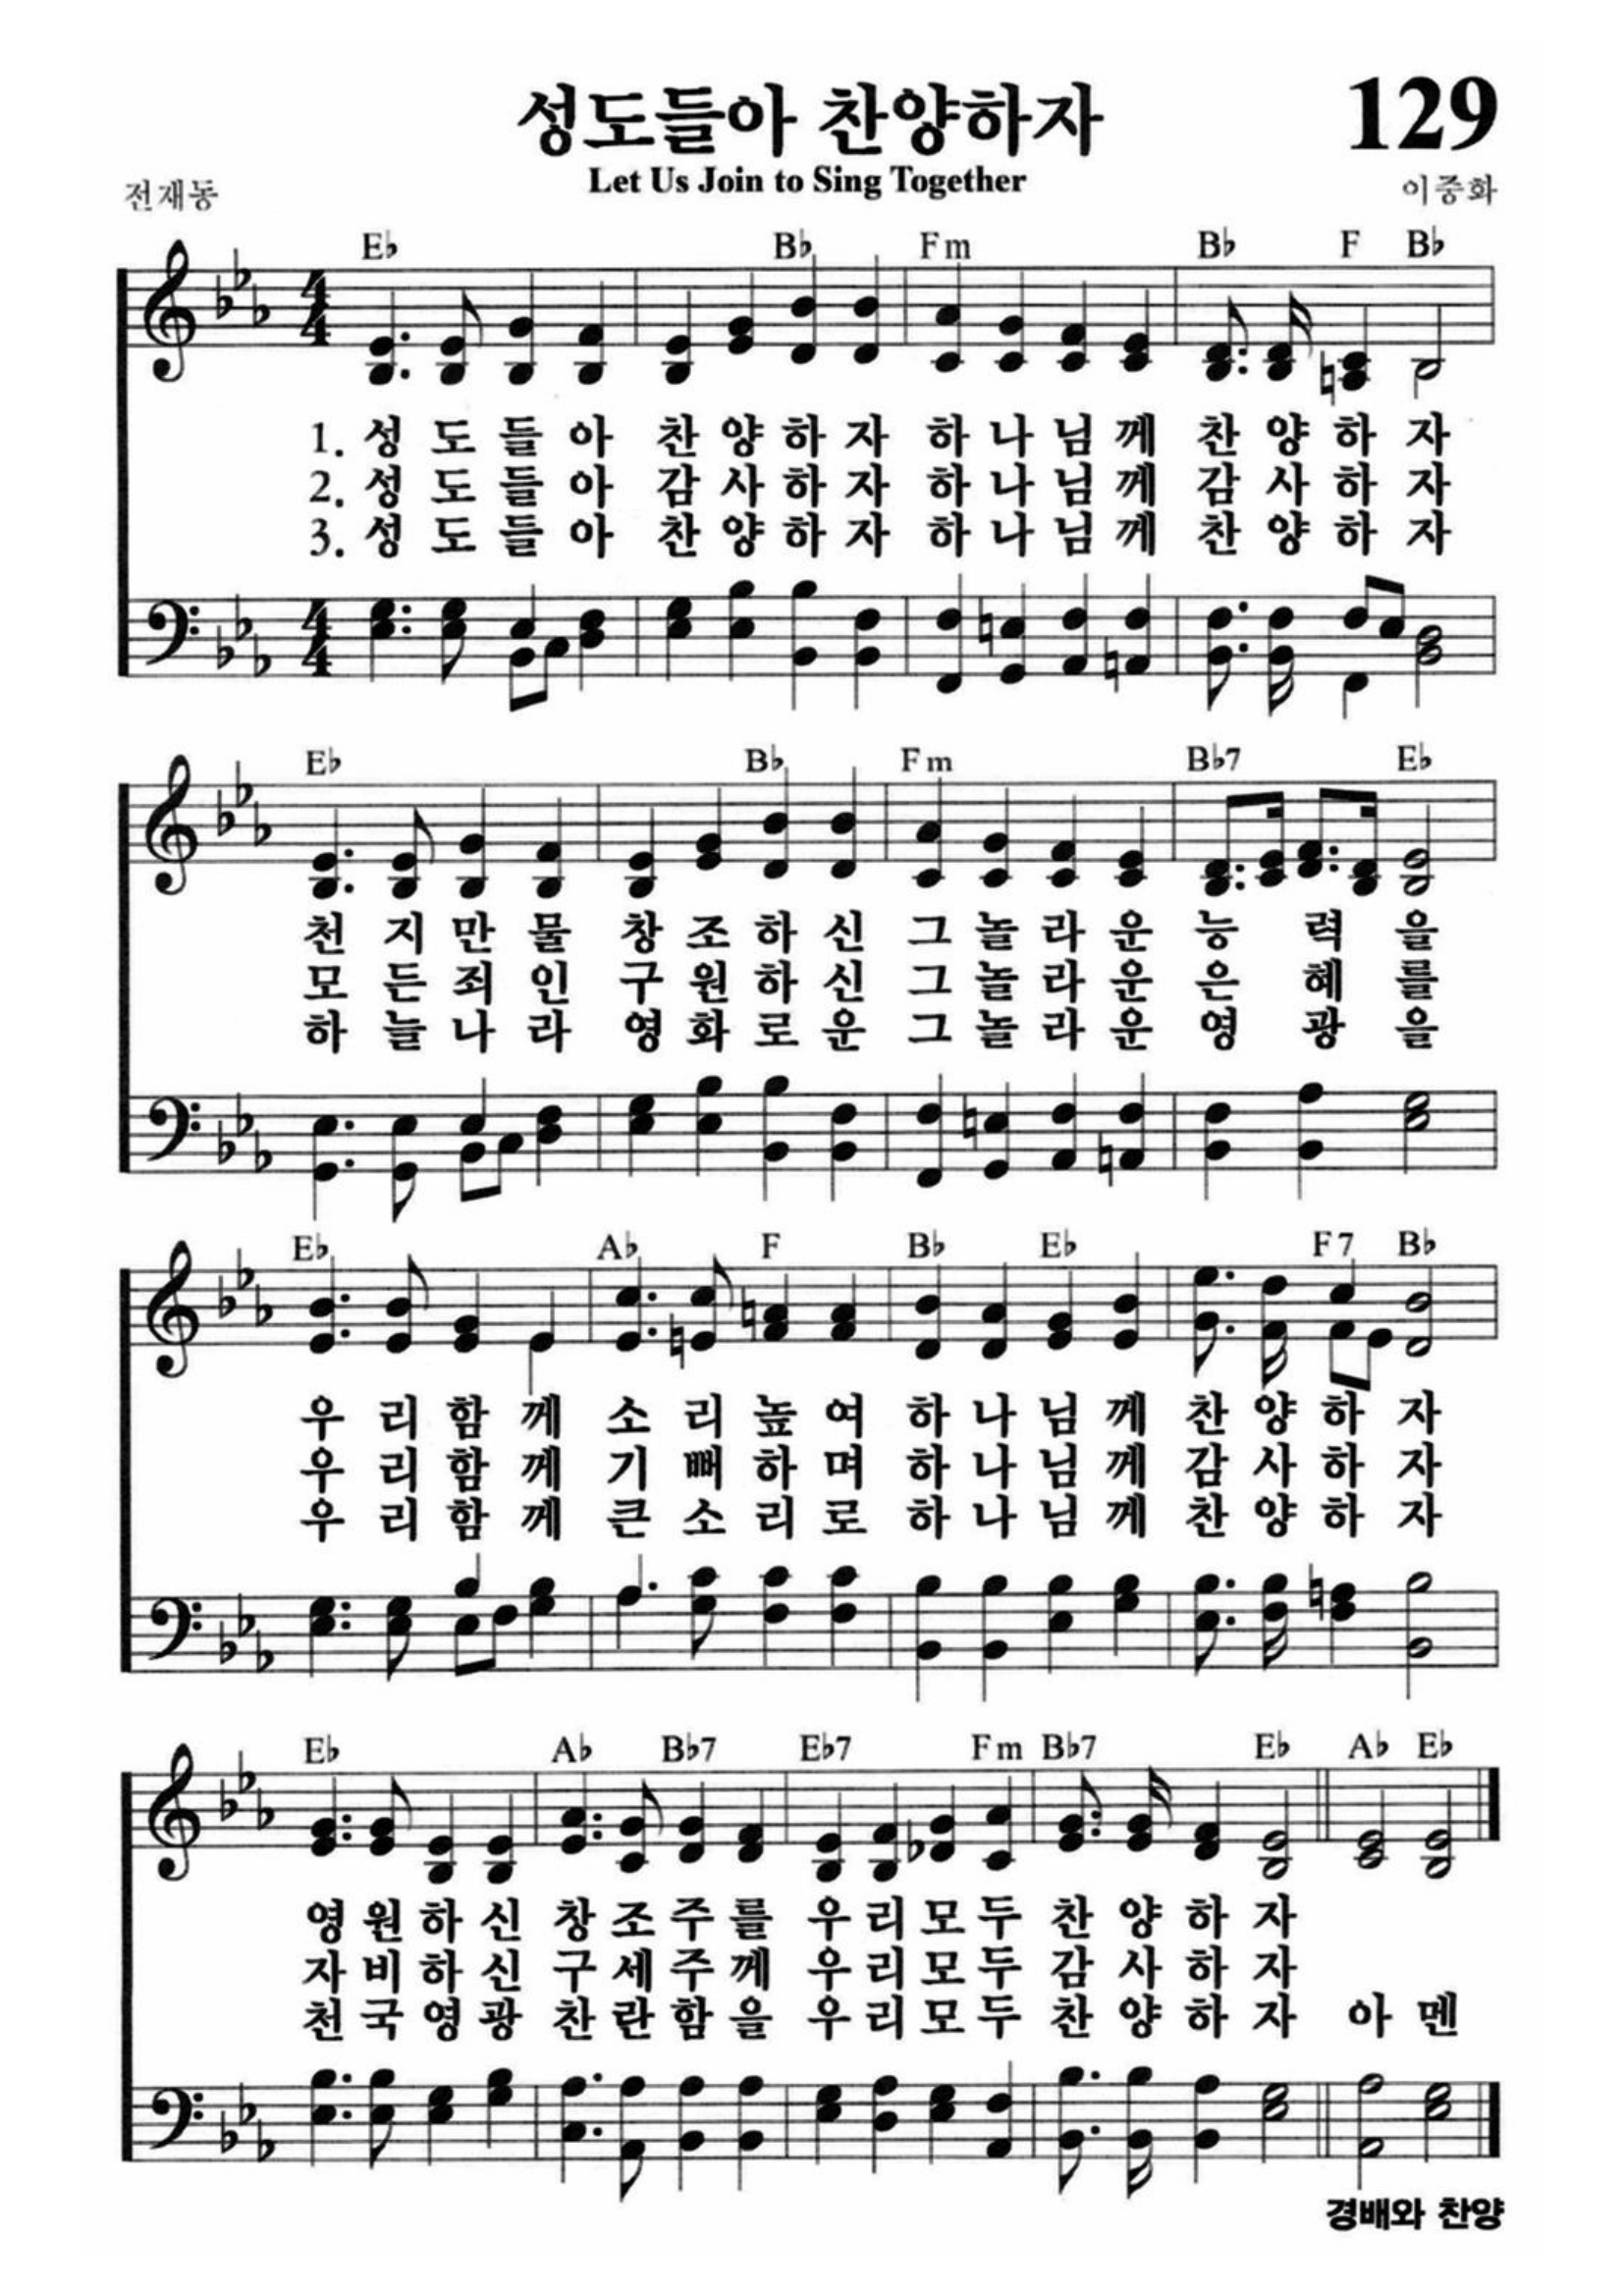 성도들아 찬양하자 129
Let Us Join to Sing Together
전재동 이중화
E♭ B♭ Fm B♭ F B♭
1. 성 도 들 아 찬 양 하 자 하 나 님 께 찬 양 하 자
2. 성 도 들 아 감 사 하 자 하 나 님 께 감 사 하 자
3. 성 도 들 아 찬 양 하 자 하 나 님 께 찬 양 하 자
E♭ B♭ Fm B♭7 E♭
천 지 만 물 창 조 하 신 그 놀 라 운 능 력 을
모 든 죄 인 구 원 하 신 그 놀 라 운 은 혜 를
하 늘 나 라 영 화 로 운 그 놀 라 운 영 광 을
E♭ A♭ F B♭ E♭ F7 B♭
우 리 함 께 소 리 높 여 하 나 님 께 찬 양 하 자
우 리 함 께 기 뻐 하 며 하 나 님 께 감 사 하 자
우 리 함 께 큰 소 리 로 하 나 님 께 찬 양 하 자
E♭ A♭ B♭7 E♭7 Fm B♭7 E♭ A♭ E♭
영 원 하 신 창 조 주 를 우 리 모 두 찬 양 하 자
자 비 하 신 구 세 주 께 우 리 모 두 감 사 하 자
천 국 영 광 찬 란 함 을 우 리 모 두 찬 양 하 자 아 멘
경배와 찬양